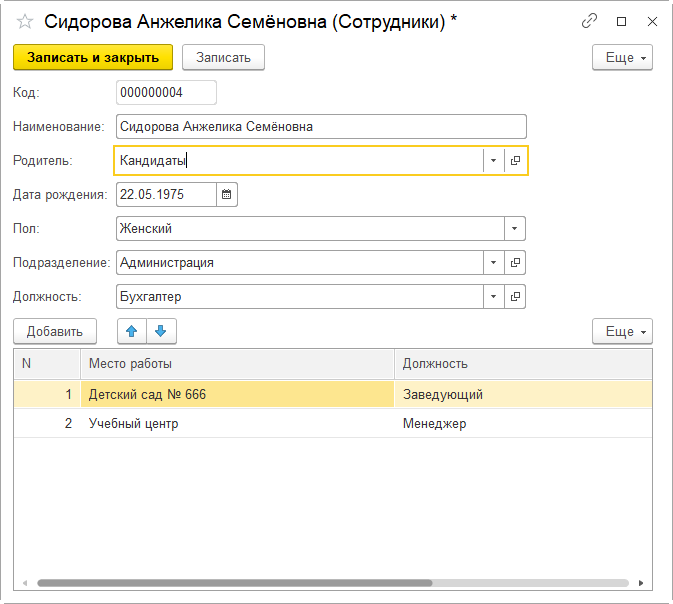 Сидорова Анжелика Семёновна (Сотрудники) *
Записать и закрыть Записать Еще
Код: 000000004
Наименование: Сидорова Анжелика Семёновна
Родитель: Кандидаты
Дата рождения: 22.05.1975
Пол: Женский
Подразделение: Администрация
Должность: Бухгалтер
Добавить Еще
N Место работы Должность
1 Детский сад № 666 Заведующий
2 Учебный центр Менеджер